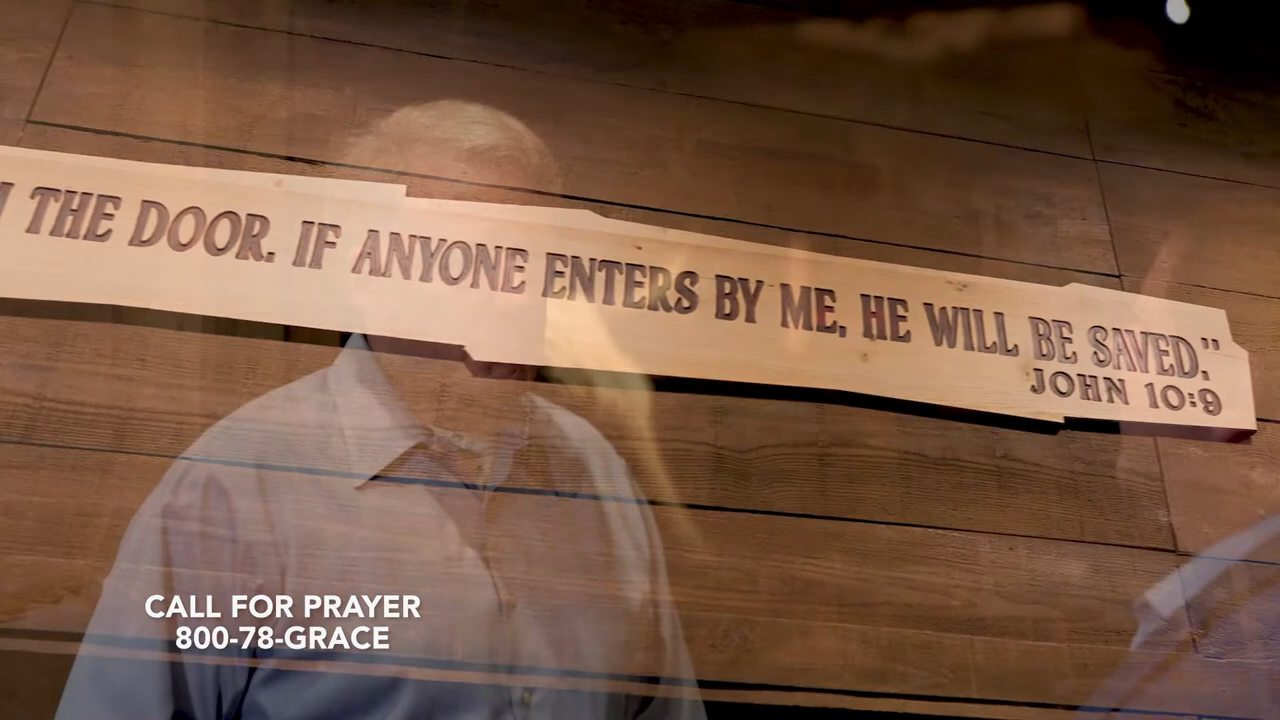 THE DOOR. IF ANYONE ENTERS BY ME, HE WILL BE SAVED."
JOHN 10:9
CALL FOR PRAYER
800-78-GRACE